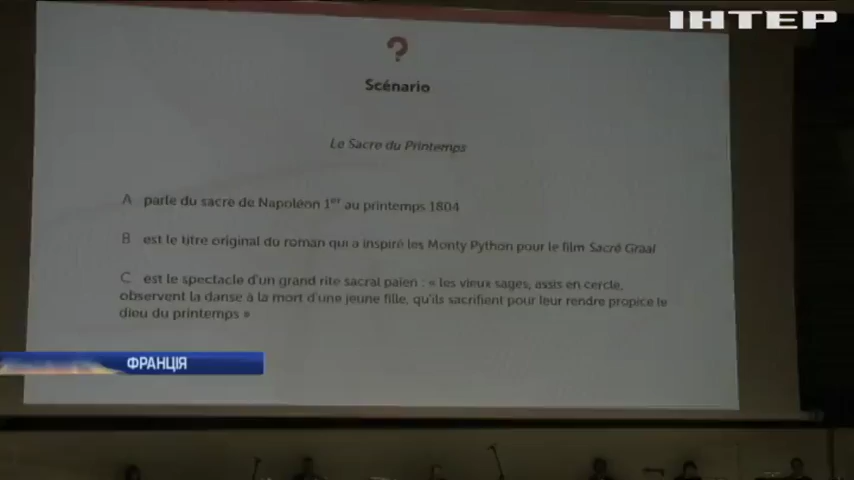 ІНТЕР
?
Scénario
Le Sacre du Printemps
A parle du sacre de Napoléon 1er au printemps 1804
B est le titre original du roman qui a inspiré les Monty Python pour le film Sacré Graal
C est le spectacle d'un grand rite sacral païen : « les vieux sages, assis en cercle,
observent la danse à la mort d'une jeune fille, qu'ils sacrifient pour leur rendre propice le
dieu du printemps »
ФРАНЦІЯ